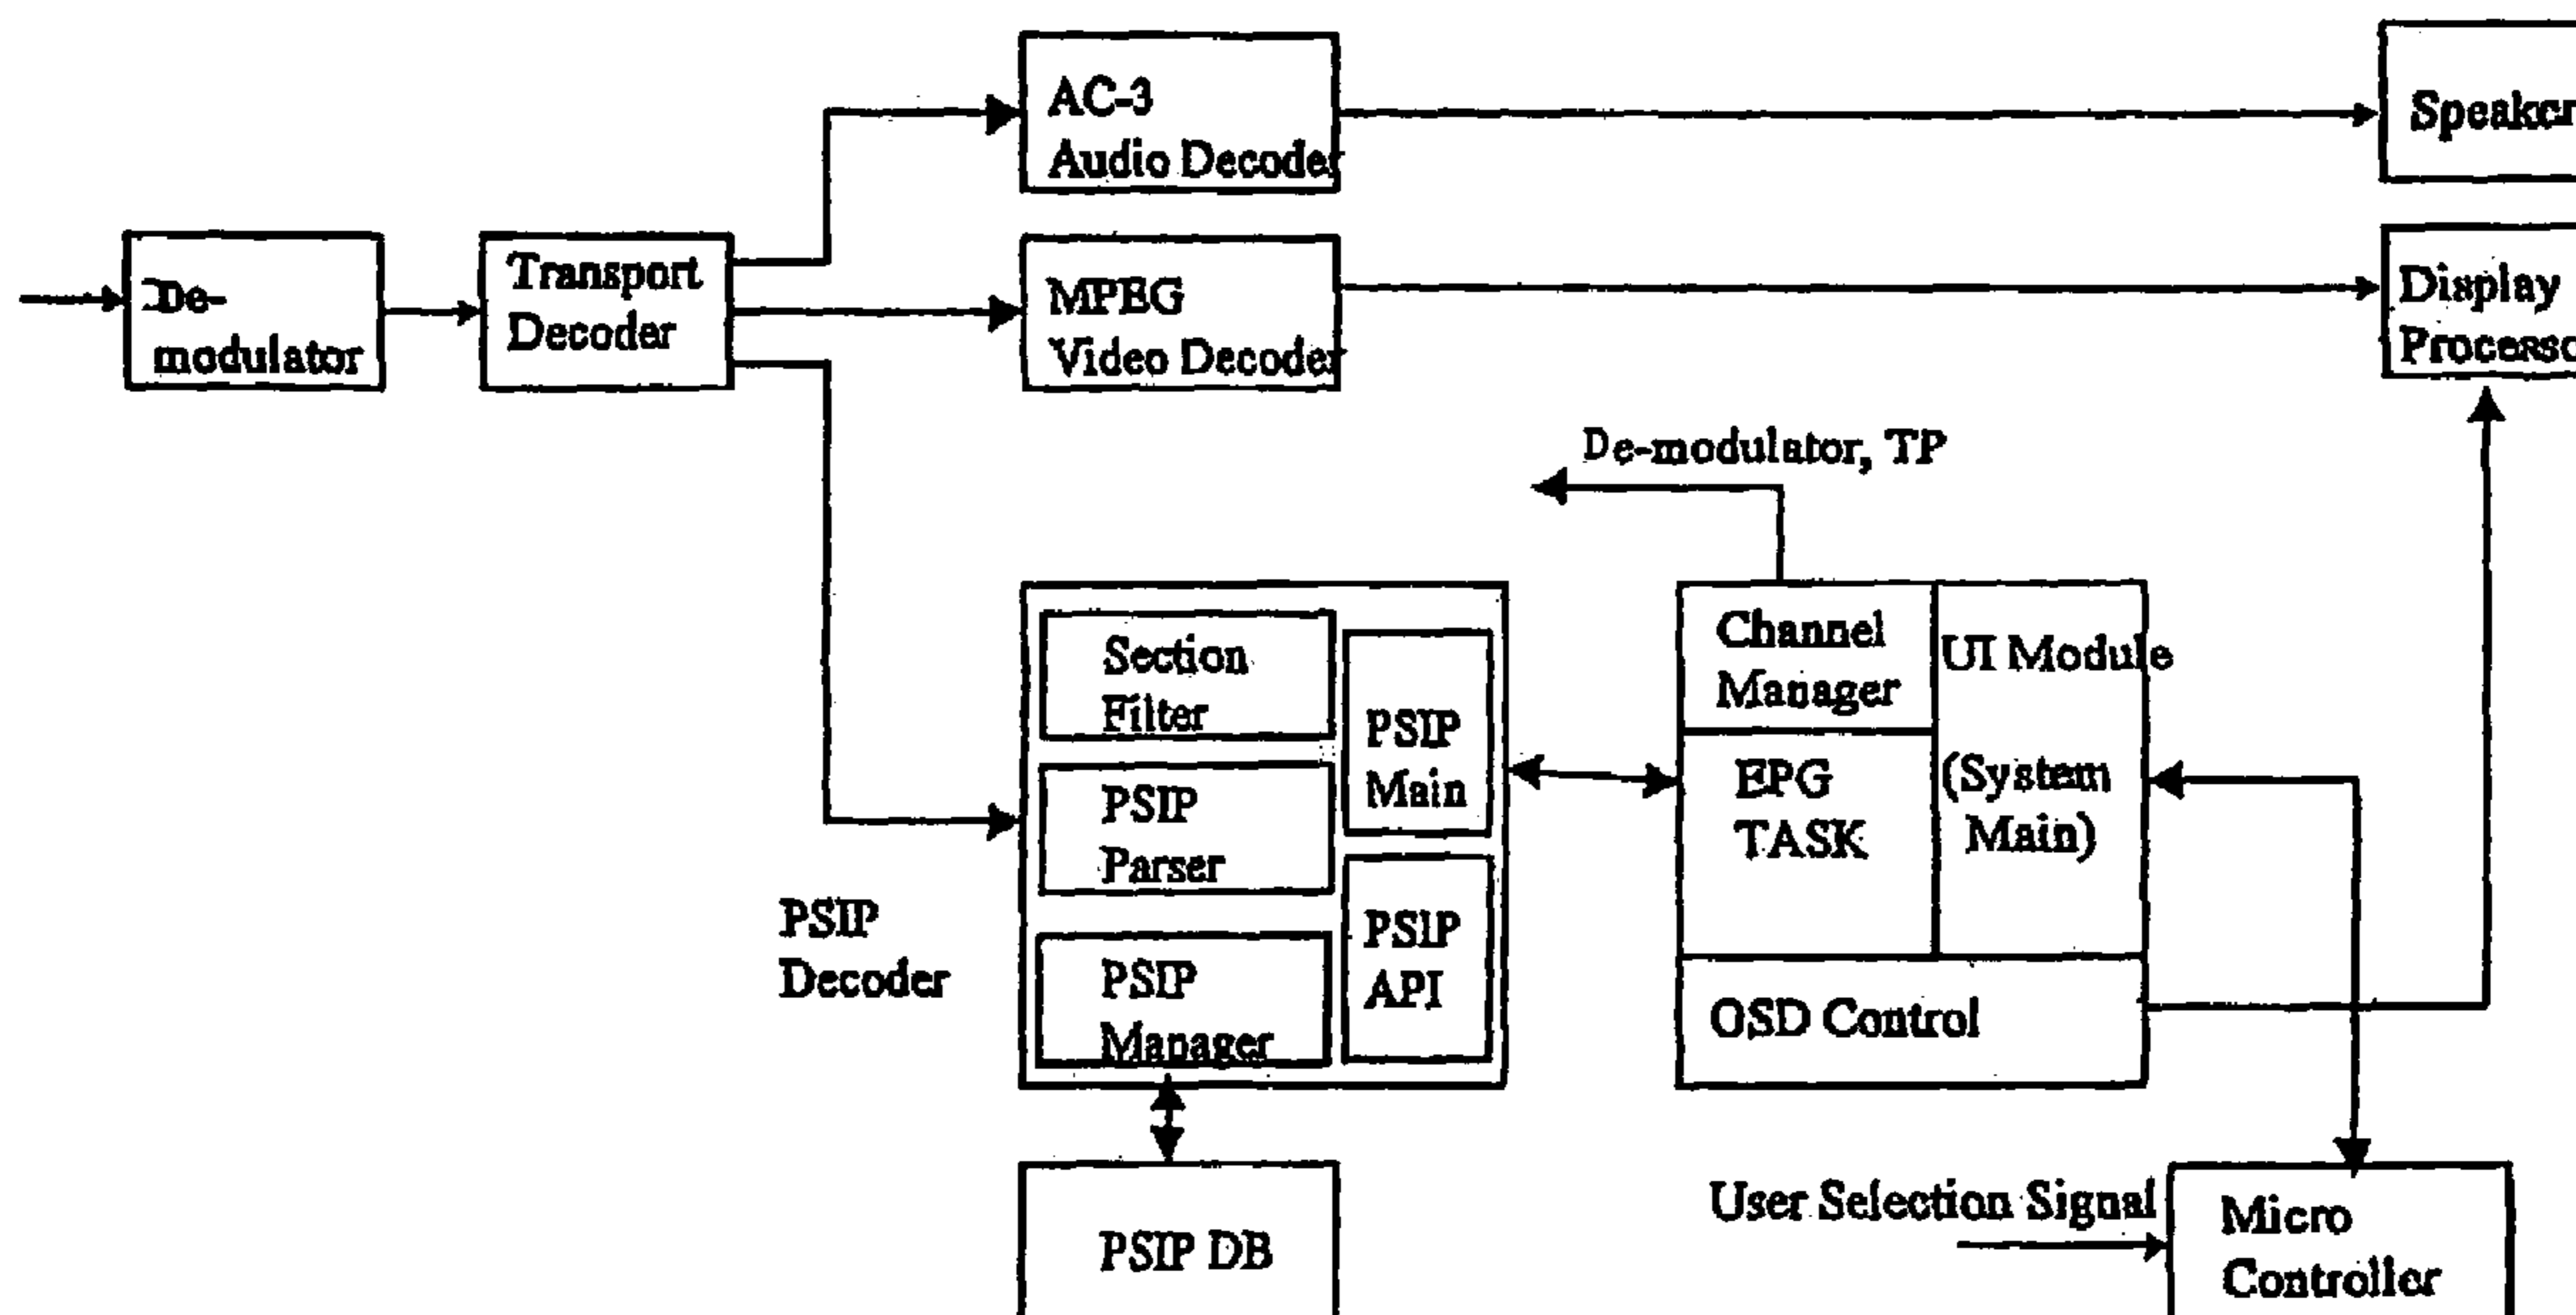 AC-3
Audio Decoder
Speaker
De-
modulator
Transport
Decoder
MPEG
Video Decoder
Display
Processo
De-modulator, TP
Section
Filter
PSIP
Main
PSIP
Parser
PSIP
API
PSIP
Manager
PSIP
Decoder
Channel
Manager
UI Module
(System
Main)
EPG
TASK
OSD Control
PSIP DB
User Selection Signal
Micro
Controller